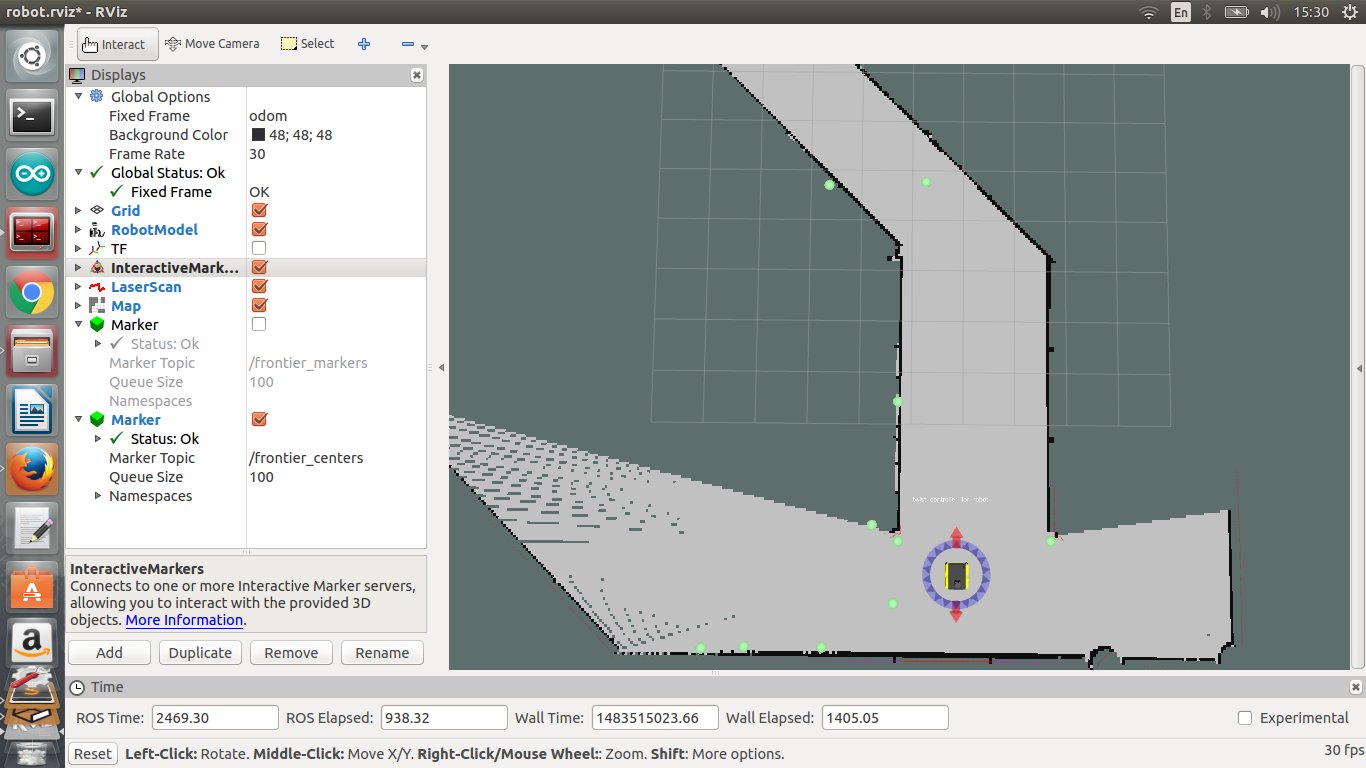 robot.rviz* - RViz
En
15:30
Interact
Move Camera
Select
Displays
Global Options
Fixed Frame odom
Background Color 48; 48; 48
Frame Rate 30
Global Status: Ok
Fixed Frame OK
Grid
RobotModel
TF
InteractiveMark...
LaserScan
Map
Marker
Status: Ok
Marker Topic /frontier_markers
Queue Size 100
Namespaces
Marker
Status: Ok
Marker Topic /frontier_centers
Queue Size 100
Namespaces
twist controller for robot
InteractiveMarkers
Connects to one or more Interactive Marker servers,
allowing you to interact with the provided 3D
objects. More Information.
Add Duplicate Remove Rename
Time
ROS Time: 2469.30 ROS Elapsed: 938.32 Wall Time: 1483515023.66 Wall Elapsed: 1405.05 Experimental
Reset Left-Click: Rotate. Middle-Click: Move X/Y. Right-Click/Mouse Wheel:: Zoom. Shift: More options. 30 fps